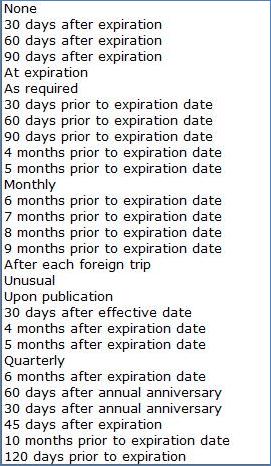 None
30 days after expiration
60 days after expiration
90 days after expiration
At expiration
As required
30 days prior to expiration date
60 days prior to expiration date
90 days prior to expiration date
4 months prior to expiration date
5 months prior to expiration date
Monthly
6 months prior to expiration date
7 months prior to expiration date
8 months prior to expiration date
9 months prior to expiration date
After each foreign trip
Unusual
Upon publication
30 days after effective date
4 months after expiration date
5 months after expiration date
Quarterly
6 months after expiration date
60 days after annual anniversary
30 days after annual anniversary
45 days after expiration
10 months prior to expiration date
120 days prior to expiration